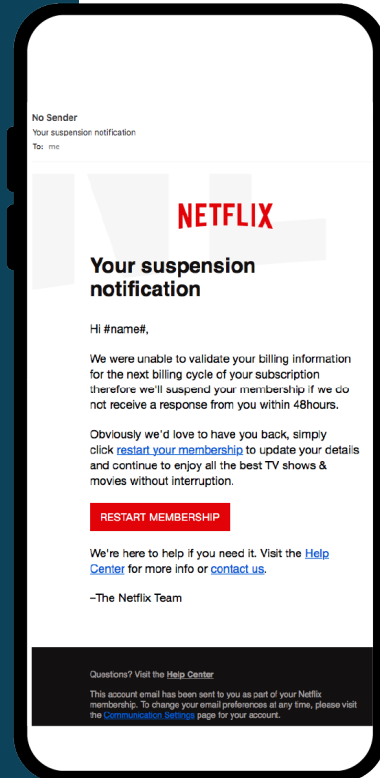 No Sender
Your suspension notification
To: me
NETFLIX
Your suspension
notification
Hi #name#,
We were unable to validate your billing information
for the next billing cycle of your subscription
therefore we'll suspend your membership if we do
not receive a response from you within 48hours.
Obviously we'd love to have you back, simply
click restart your membership to update your details
and continue to enjoy all the best TV shows &
movies without interruption.
RESTART MEMBERSHIP
We're here to help if you need it. Visit the Help
Center for more info or contact us.
–The Netflix Team
Questions? Visit the Help Center
This account email has been sent to you as part of your Netflix
membership. To change your email preferences at any time, please visit
the Communication Settings page for your account.